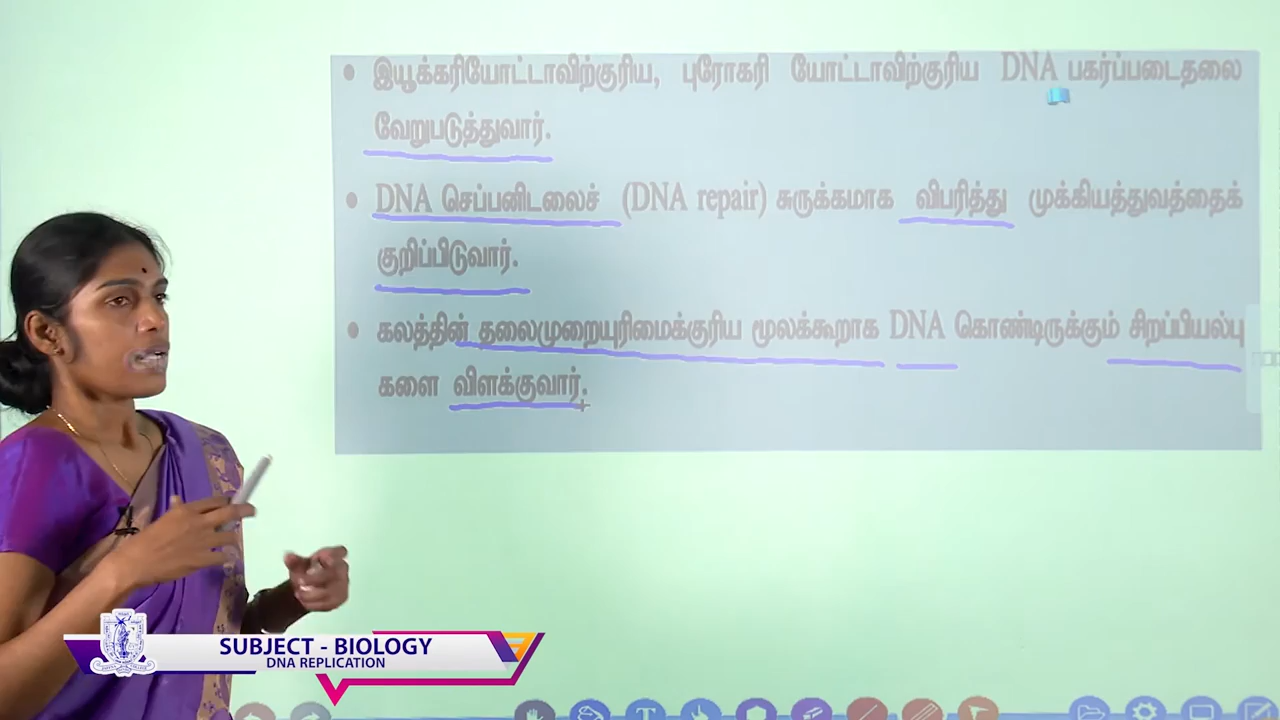 • இயூக்கரியோட்டாவிற்குரிய, புரோகரி யோட்டாவிற்குரிய DNA பகர்ப்படைதலை
வேறுபடுத்துவார்.
• DNA செப்பனிடலைச் (DNA repair) சுருக்கமாக விபரித்து முக்கியத்துவத்தைக்
குறிப்பிடுவார்.
• கலத்தின் தலைமுறையுரிமைக்குரிய மூலக்கூறாக DNA கொண்டிருக்கும் சிறப்பியல்பு
களை விளக்குவார்.
SUBJECT - BIOLOGY
DNA REPLICATION